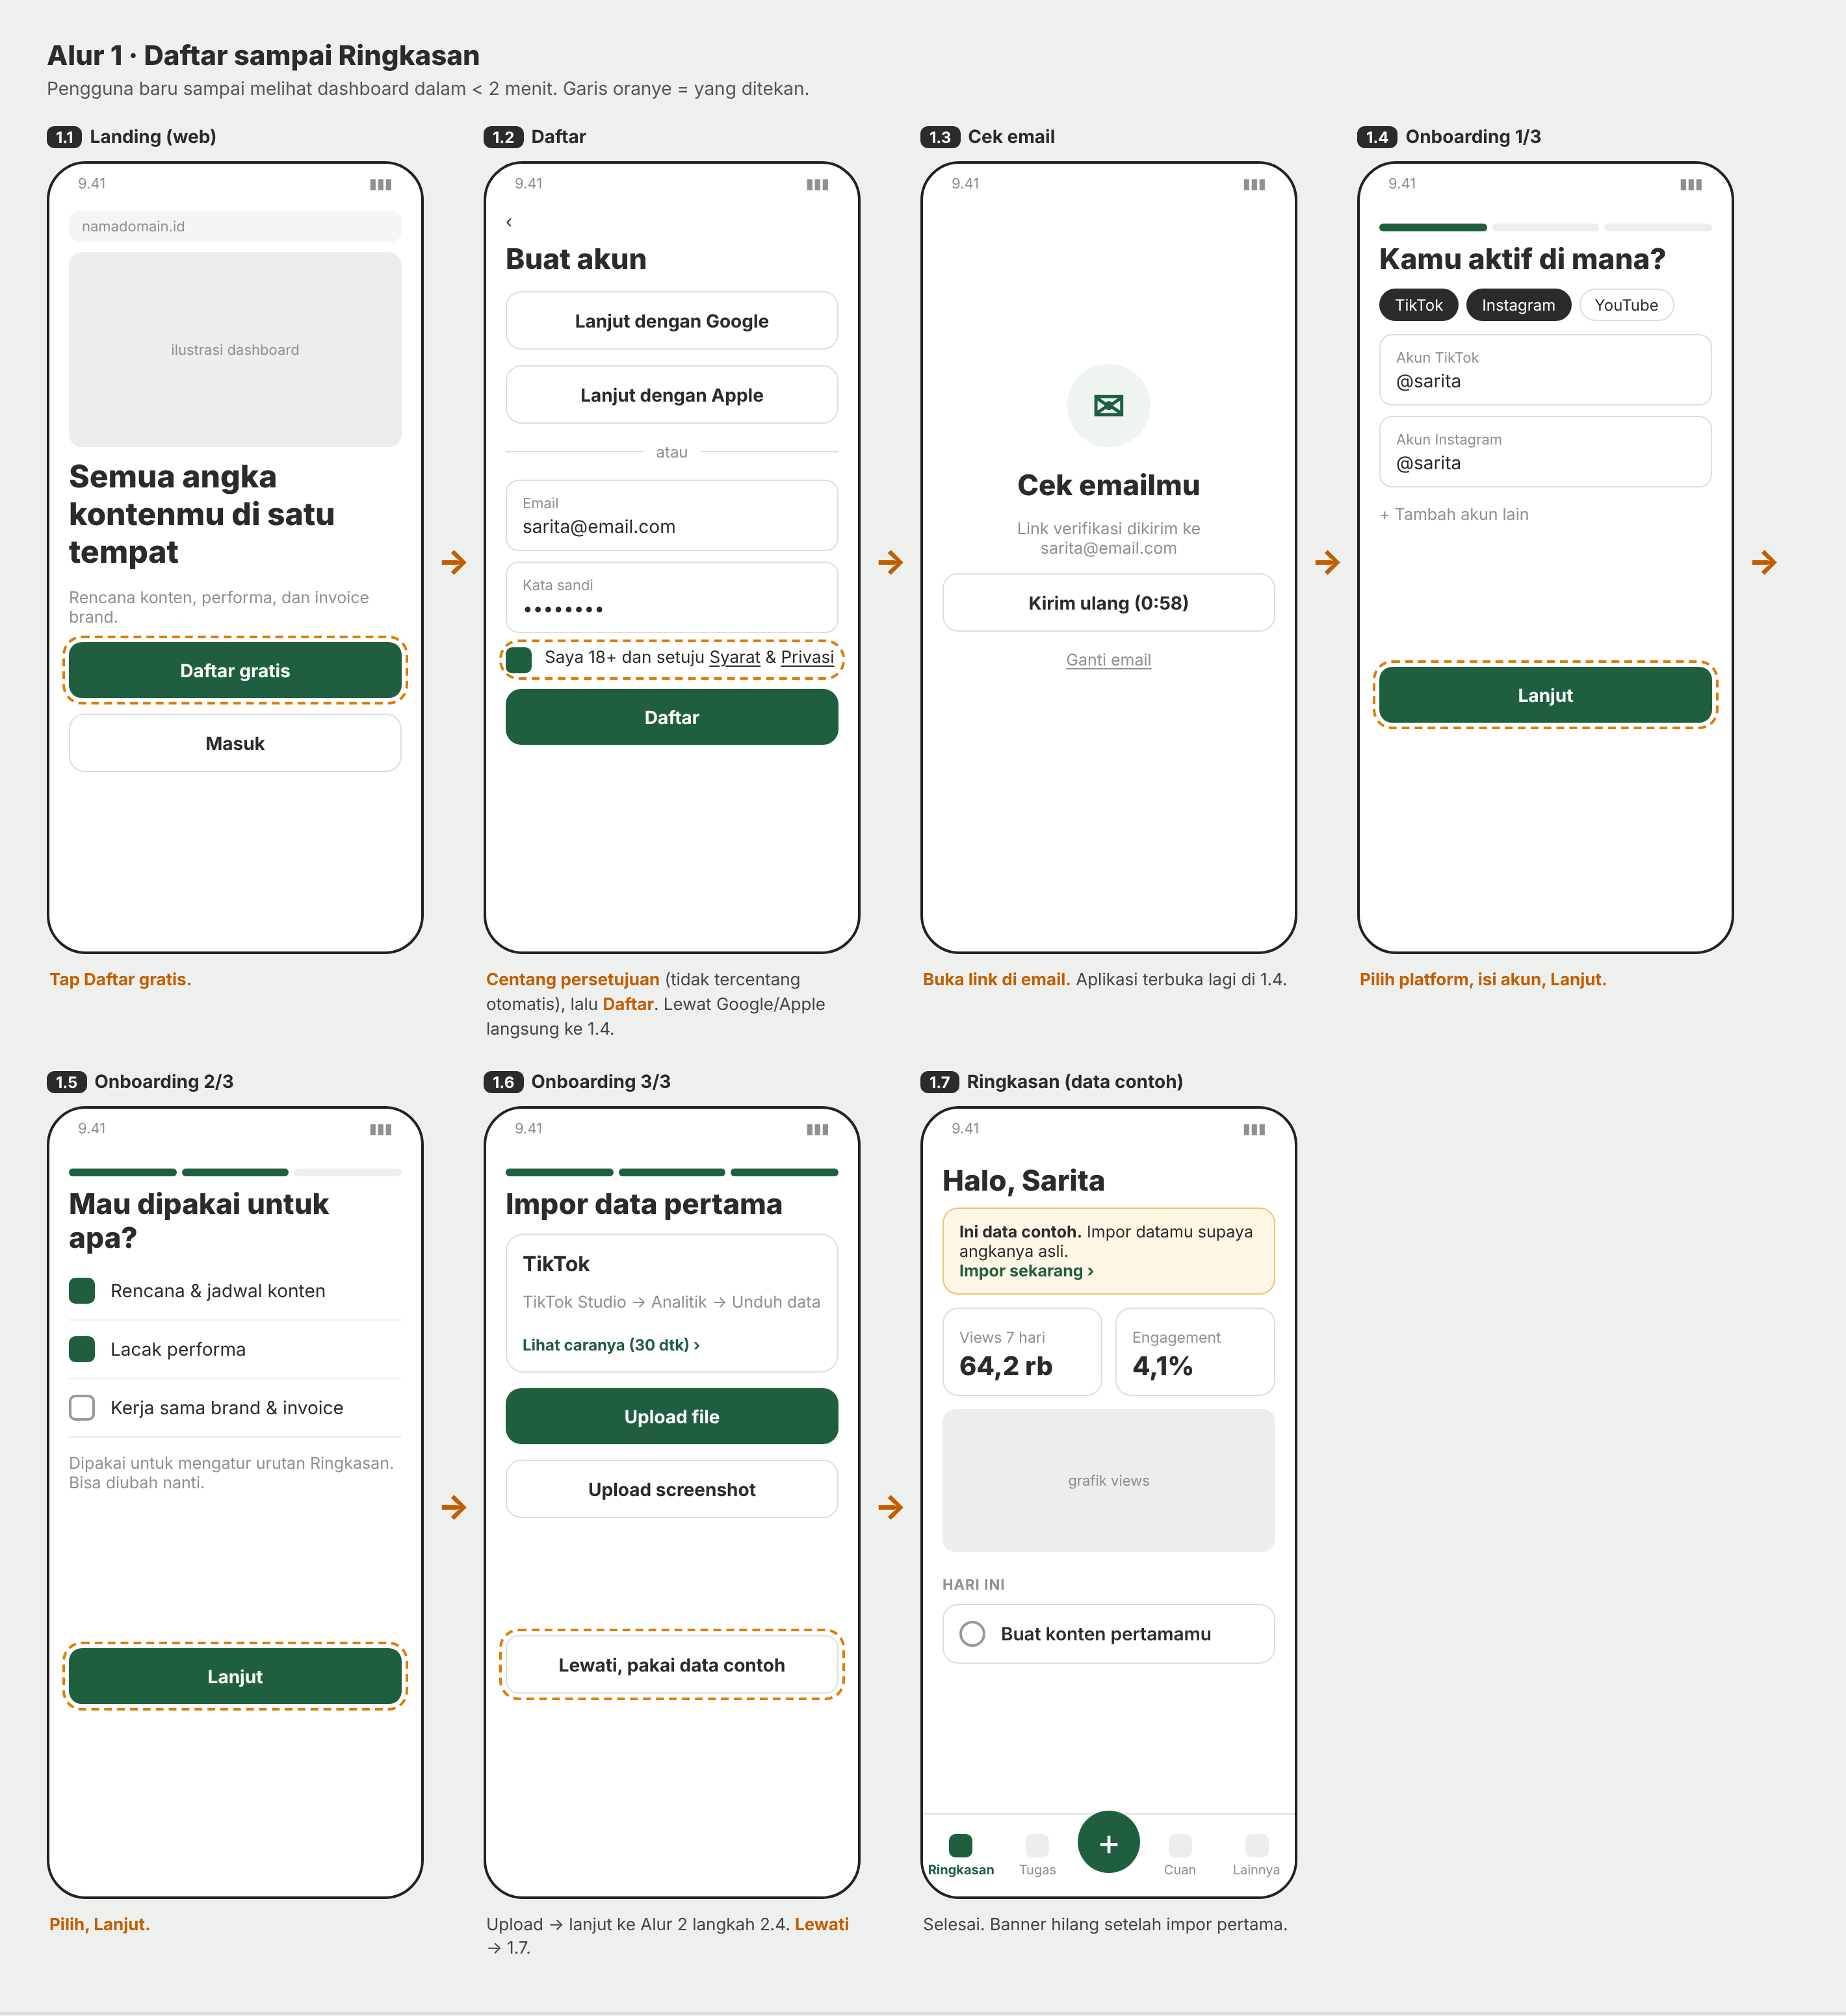 Alur 1 · Daftar sampai Ringkasan
Pengguna baru sampai melihat dashboard dalam < 2 menit. Garis oranye = yang ditekan.
1.1 Landing (web)
9.41
namadomain.id
ilustrasi dashboard
Semua angka
kontenmu di satu
tempat
Rencana konten, performa, dan invoice
brand.
Daftar gratis
Masuk
Tap Daftar gratis.
1.2 Daftar
9.41
‹
Buat akun
Lanjut dengan Google
Lanjut dengan Apple
atau
Email
sarita@email.com
Kata sandi
••••••••
Saya 18+ dan setuju Syarat & Privasi
Daftar
Centang persetujuan (tidak tercentang
otomatis), lalu Daftar. Lewat Google/Apple
langsung ke 1.4.
1.3 Cek email
9.41
Cek emailmu
Link verifikasi dikirim ke
sarita@email.com
Kirim ulang (0:58)
Ganti email
Buka link di email. Aplikasi terbuka lagi di 1.4.
1.4 Onboarding 1/3
9.41
Kamu aktif di mana?
TikTok Instagram YouTube
Akun TikTok
@sarita
Akun Instagram
@sarita
+ Tambah akun lain
Lanjut
Pilih platform, isi akun, Lanjut.
1.5 Onboarding 2/3
9.41
Mau dipakai untuk
apa?
Rencana & jadwal konten
Lacak performa
Kerja sama brand & invoice
Dipakai untuk mengatur urutan Ringkasan.
Bisa diubah nanti.
Lanjut
Pilih, Lanjut.
1.6 Onboarding 3/3
9.41
Impor data pertama
TikTok
TikTok Studio → Analitik → Unduh data
Lihat caranya (30 dtk) ›
Upload file
Upload screenshot
Lewati, pakai data contoh
Upload → lanjut ke Alur 2 langkah 2.4. Lewati
→ 1.7.
1.7 Ringkasan (data contoh)
9.41
Halo, Sarita
Ini data contoh. Impor datamu supaya
angkanya asli.
Impor sekarang ›
Views 7 hari
64,2 rb
Engagement
4,1%
grafik views
HARI INI
Buat konten pertamamu
+
Ringkasan Tugas Cuan Lainnya
Selesai. Banner hilang setelah impor pertama.